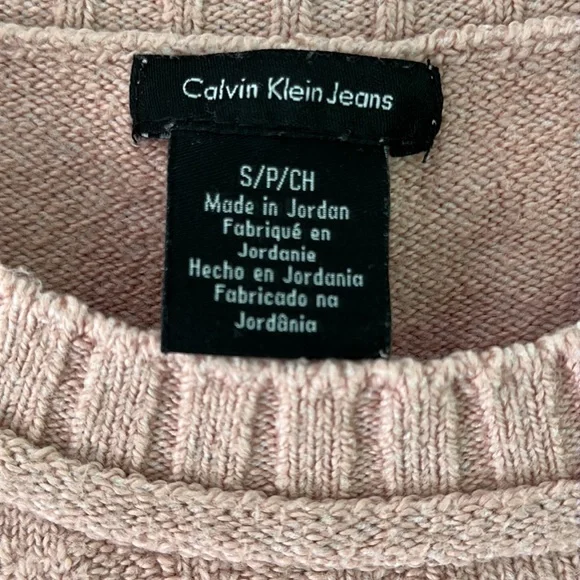 Calvin Klein Jeans
S/P/CH
Made in Jordan
Fabriqué en
Jordanie
Hecho en Jordania
Fabricado na
Jordânia